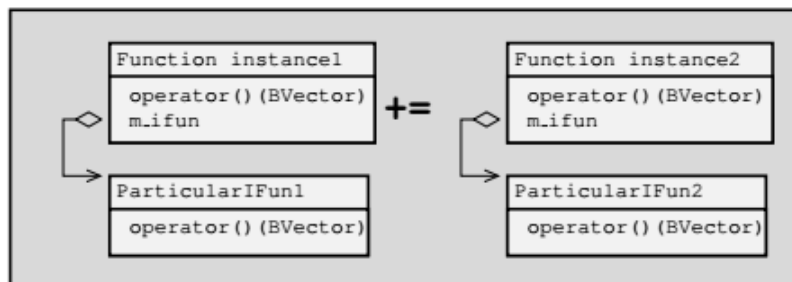 Function instance1
operator()(BVector)
m_ifun
+=
Function instance2
operator()(BVector)
m_ifun
ParticularIFun1
operator()(BVector)
ParticularIFun2
operator()(BVector)